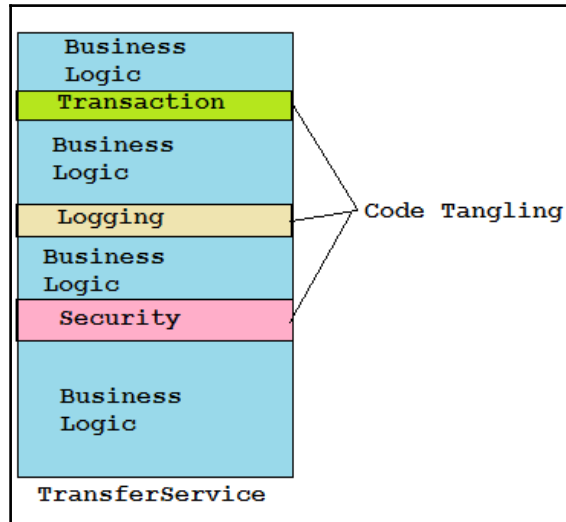 Business
Logic
Transaction
Business
Logic
Code Tangling
Logging
Business
Logic
Security
Business
Logic
TransferService